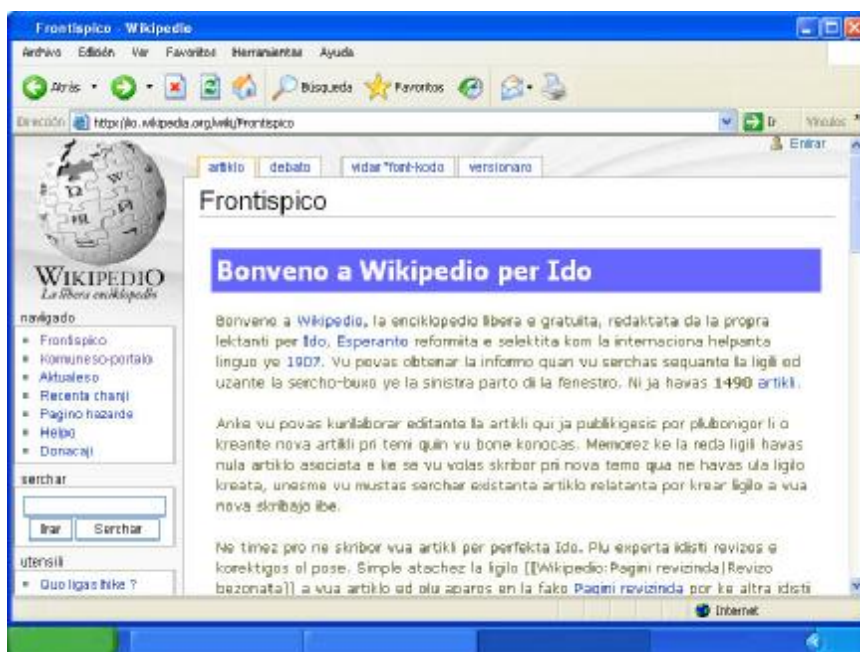 Frontispico - Wikipedio
Archivo Edición Ver Favoritos Herramientas Ayuda
Atrás Búsqueda Favoritos
Dirección http://io.wikipedia.org/wiki/Frontispico Ir Vínculos
Entrar
artiklo debato vidar "font-kodo versionaro
Frontispico
WIKIPEDIO
La libera enciklopedio
Bonveno a Wikipedio per Ido
navigado
Frontispico
Komuneso-portalo
Aktualeso
Recenta chanji
Pagino hazarde
Helpo
Donacaji
serchar
Irar Serchar
utensili
Quo ligas hike ?
Bonveno a Wikipedio, la enciklopedio libera e gratuita, redaktata da la propra
lektanti per Ido, Esperanto reformita e selektita kom la internaciona helpanta
linguo ye 1907. Vu povas obtenar la informo quan vu serchas sequante la ligili ed
uzante la sercho-buxo ye la sinistra parto di la fenestro. Ni ja havas 1490 artikli.
Anke vu povas kunlaborar editante la artikli qui ja publikigesis por plubonigor li o
kreante nova artikli pri temi quin vu bone konocas. Memorez ke la reda ligili havas
nula artiklo asociata e ke se vu volas skribor pri nova temo qua ne havas ula ligilo
kreata, unesme vu mustas serchar existanta artiklo relatanta por krear ligilo a vua
nova skribajo ibe.
Ne timez pro ne skribor vua artikli per perfekta Ido. Plu experta idisti revizos e
korektigos ol pose. Simple atachez la ligilo [[Wikipedio:Pagini revizinda|Revizo
bezonata]] a vua artiklo ed olu aparos en la fako Pagini revizinda por ke altra idisti
Internet